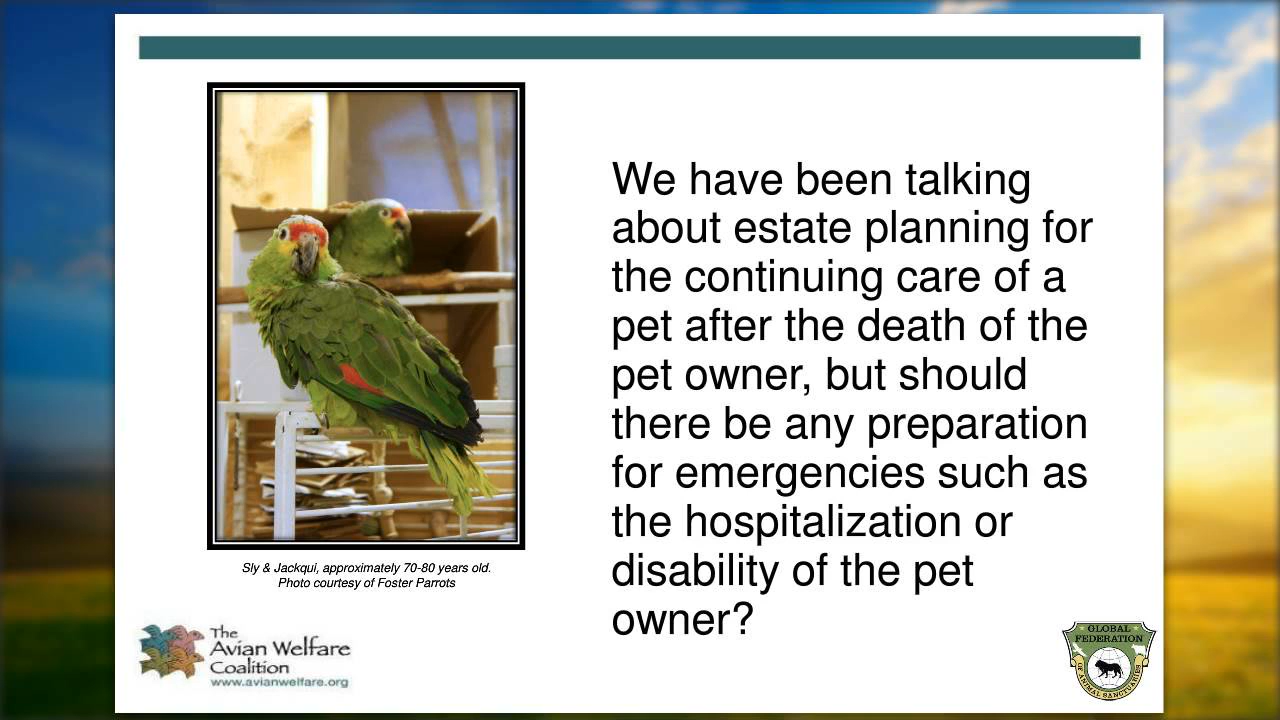 We have been talking
about estate planning for
the continuing care of a
pet after the death of the
pet owner, but should
there be any preparation
for emergencies such as
the hospitalization or
disability of the pet
owner?
Sly & Jackqui, approximately 70-80 years old.
Photo courtesy of Foster Parrots
The
Avian Welfare
Coalition
www.avianwelfare.org
GLOBAL
FEDERATION
OF ANIMAL SANCTUARIES